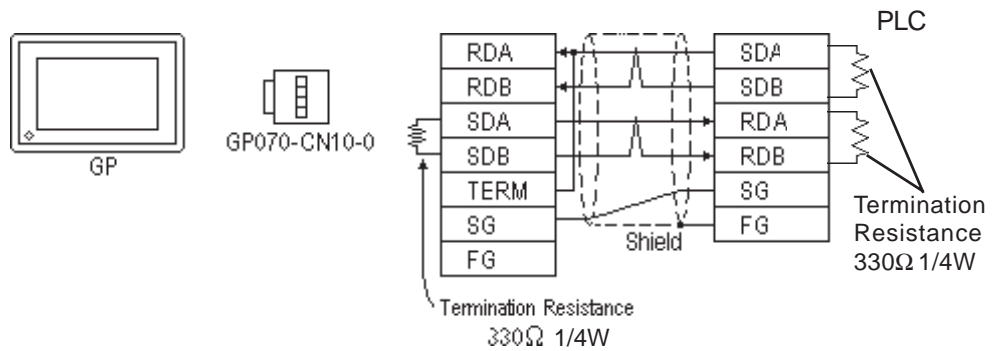 PLC
RDA
SDA
RDB
SDB
SDA
RDA
GP070-CN10-0
SDB
RDB
GP
TERM
SG
SG
FG
Shield
FG
Termination
Resistance
330Ω 1/4W
Termination Resistance
330Ω 1/4W